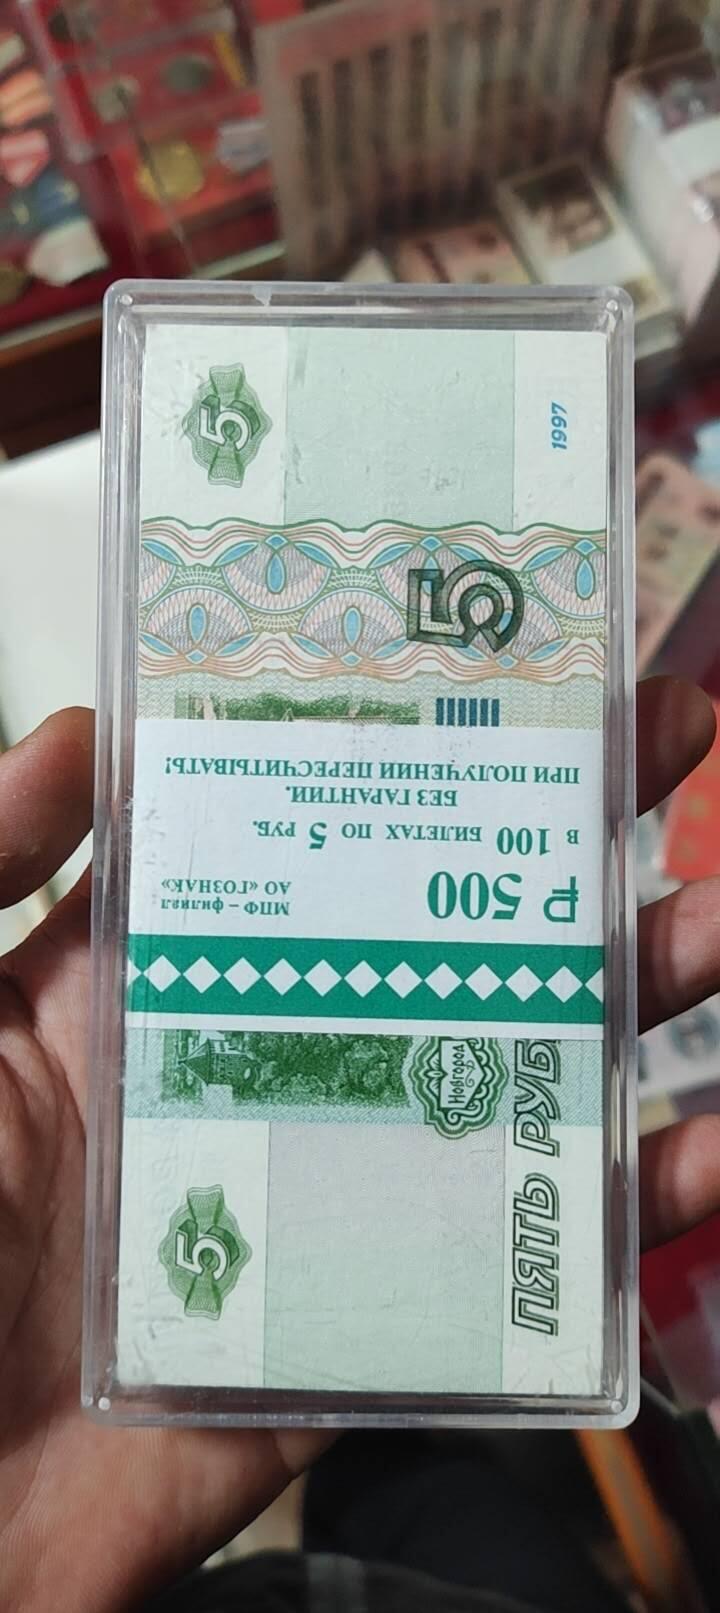 5
1997
5
₽ 500
МПФ – филиал
АО «ГОЗНАК»
В 100 БИЛЕТАХ ПО 5 РУБ.
БЕЗ ГАРАНТИИ.
ПРИ ПОЛУЧЕНИИ ПЕРЕСЧИТЫВАТЬ!
Новгород
ПЯТЬ РУБ
5